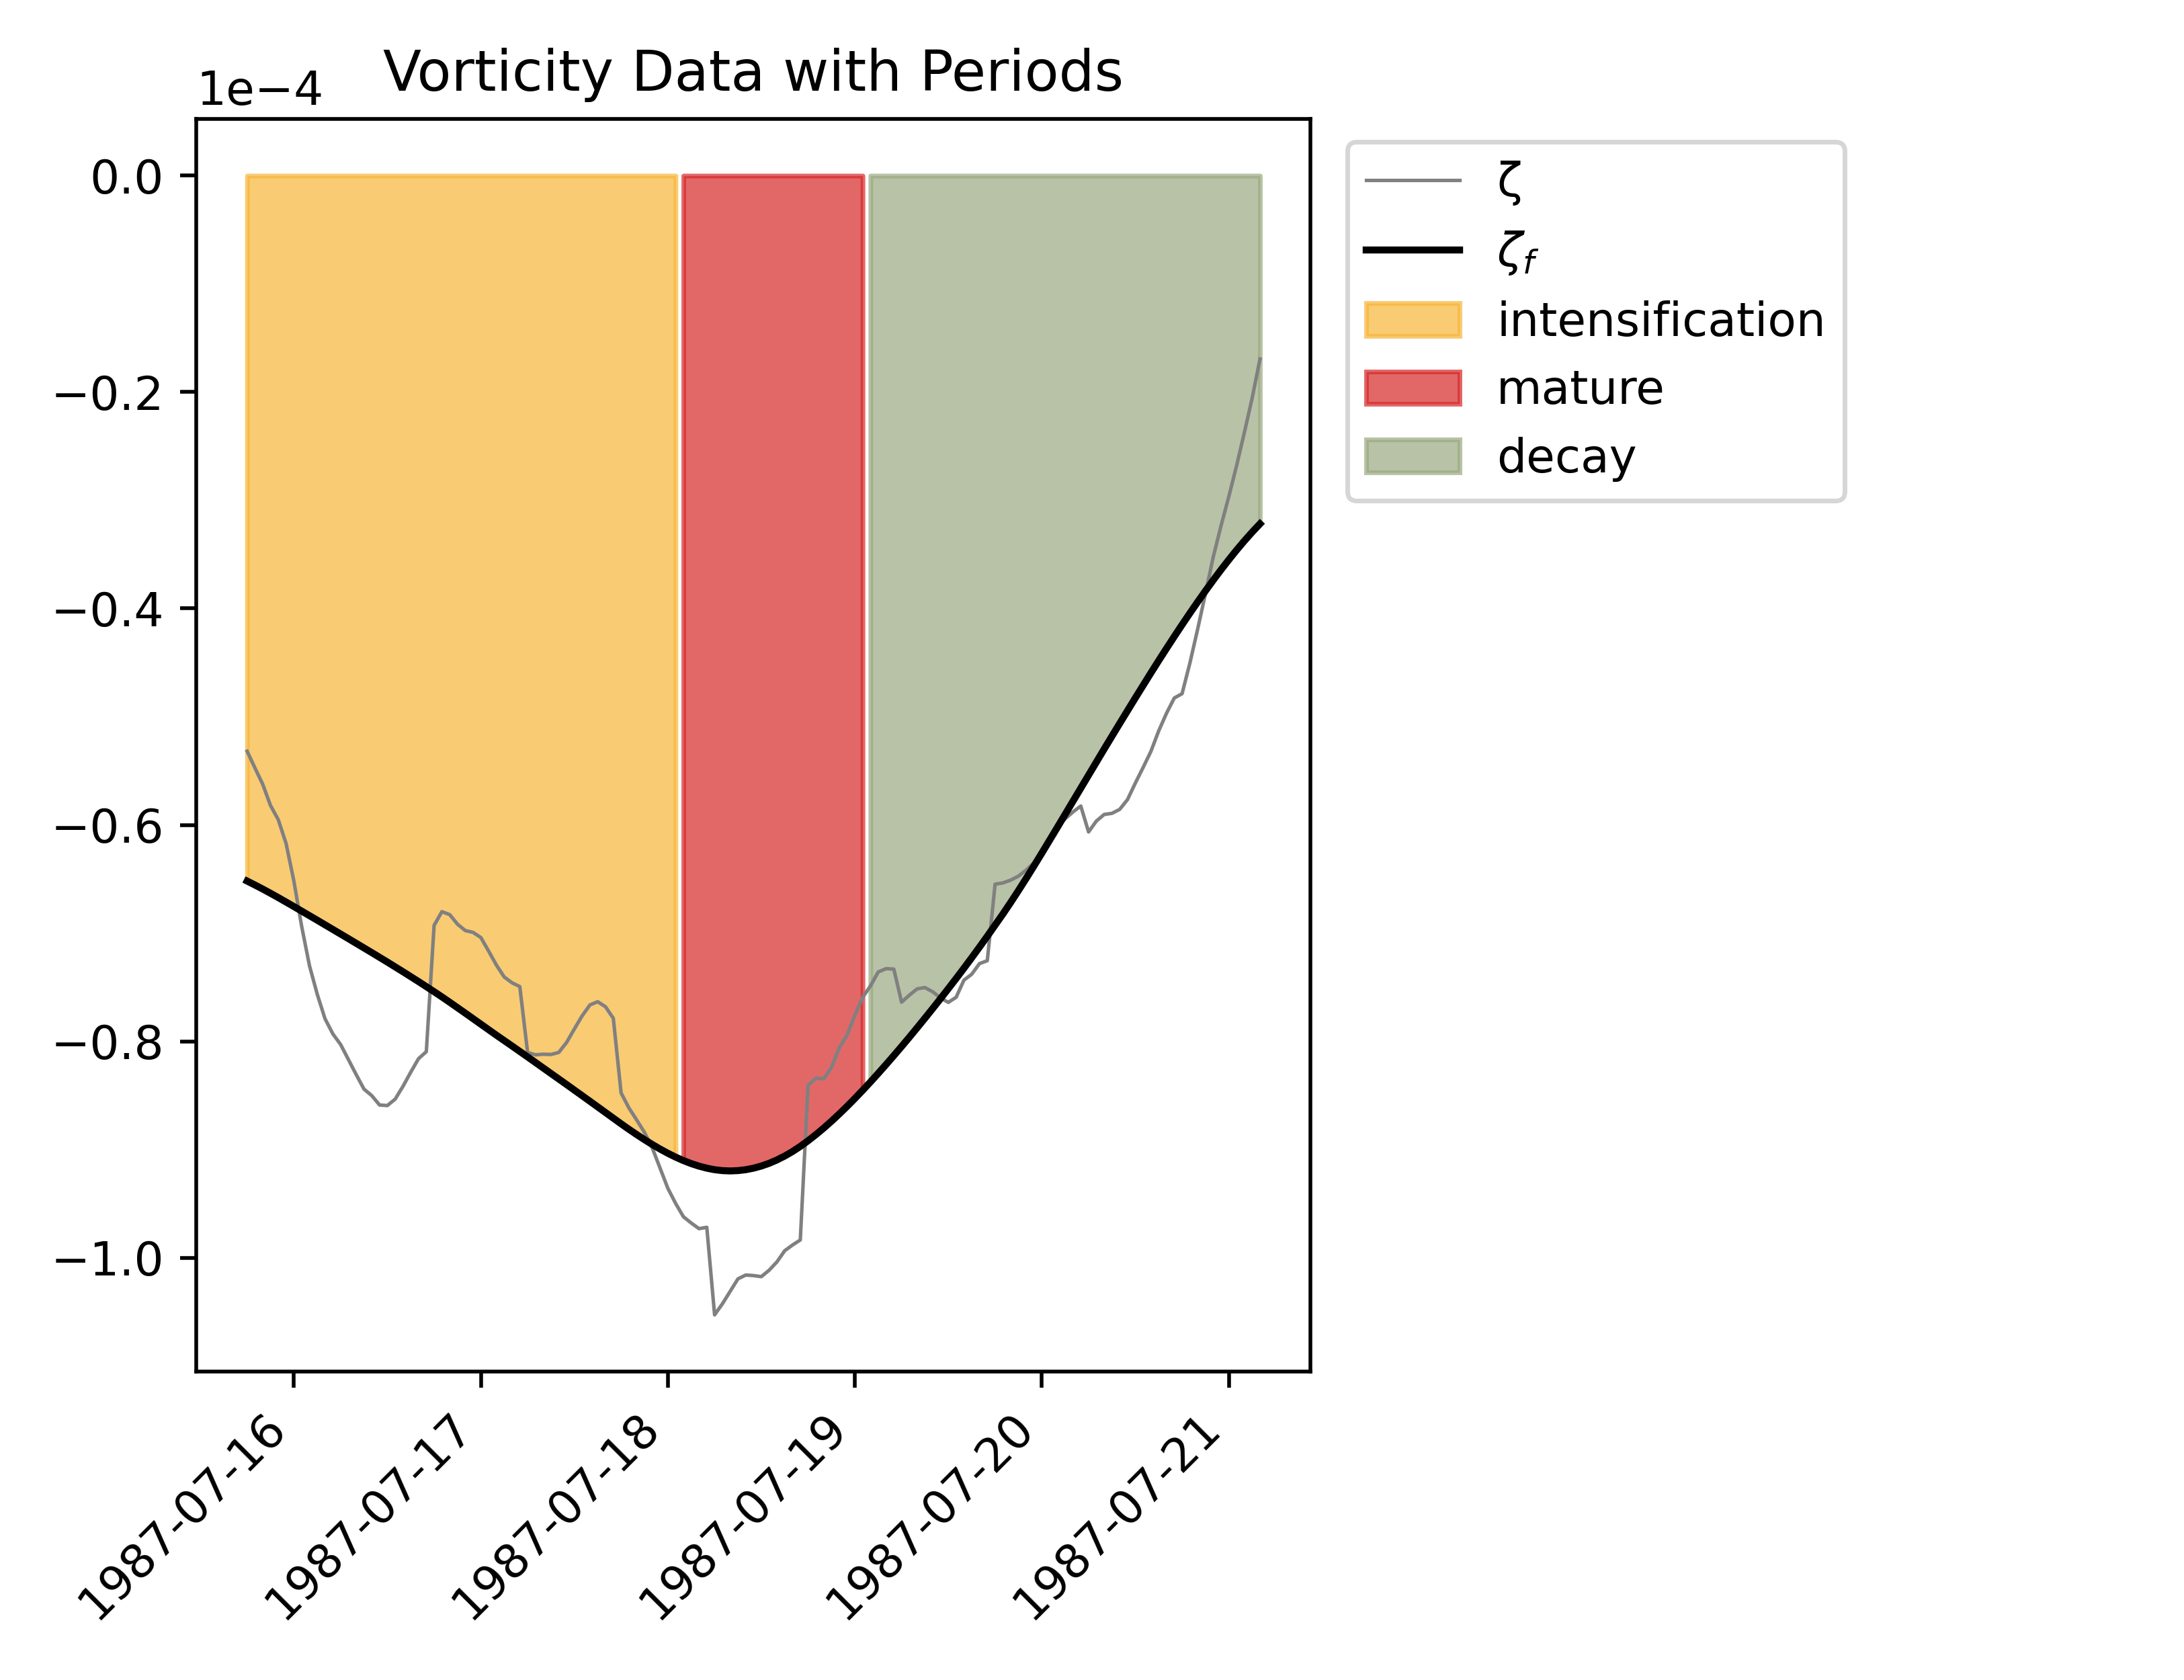 Vorticity Data with Periods
1e−4
0.0
−0.2
−0.4
−0.6
−0.8
−1.0
1987-07-16
1987-07-17
1987-07-18
1987-07-19
1987-07-20
1987-07-21
ζ
ζf
intensification
mature
decay